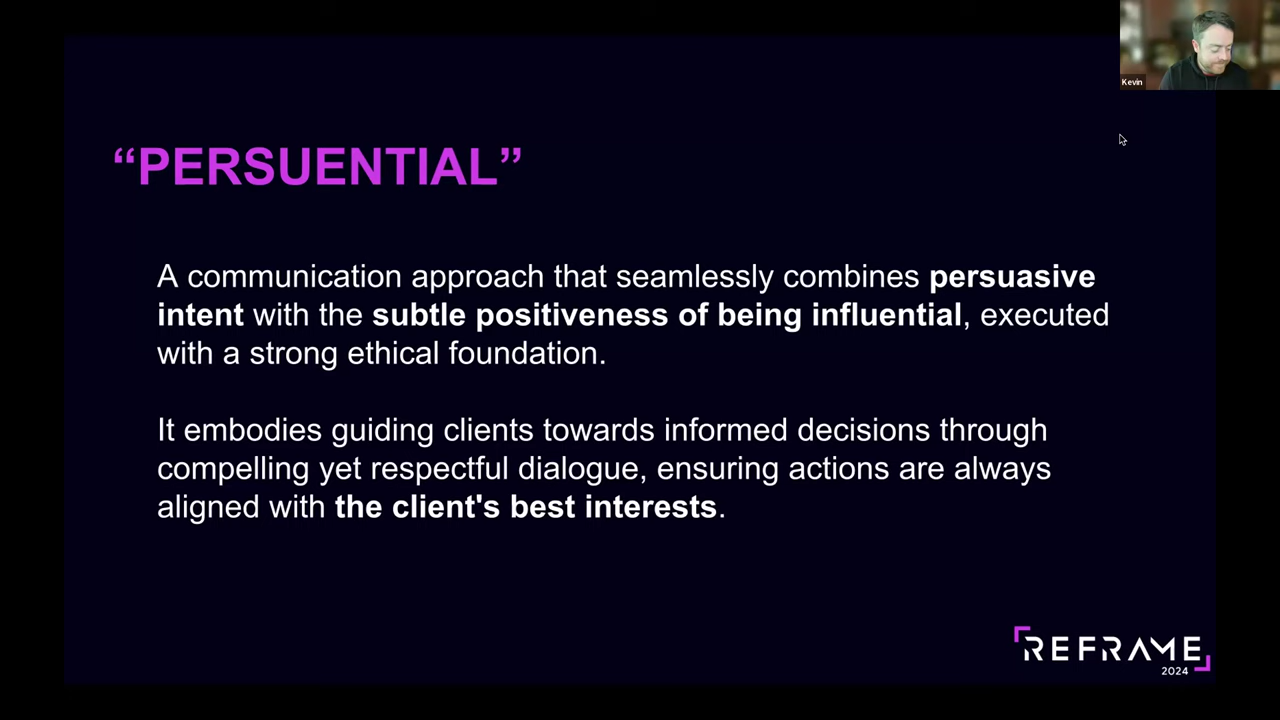 Kevin
“PERSUENTIAL”
A communication approach that seamlessly combines persuasive
intent with the subtle positiveness of being influential, executed
with a strong ethical foundation.
It embodies guiding clients towards informed decisions through
compelling yet respectful dialogue, ensuring actions are always
aligned with the client's best interests.
REFRAME
2024